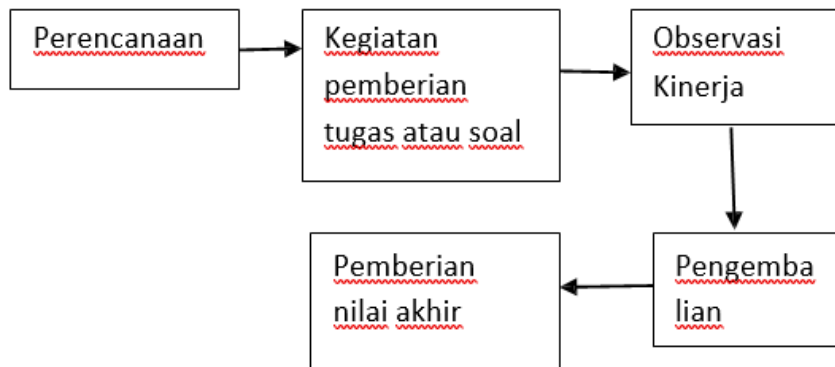 Perencanaan
Kegiatan
pemberian
tugas atau soal
Observasi
Kinerja
Pengemba
lian
Pemberian
nilai akhir